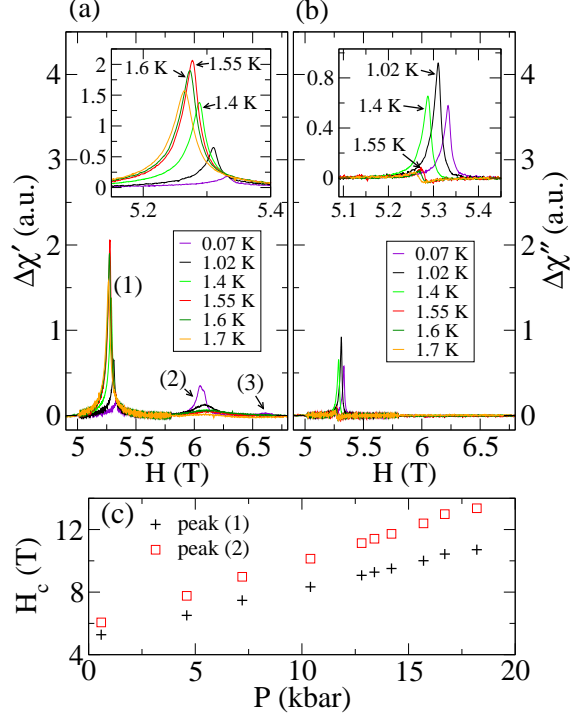 (a)
(b)
1.6 K
1.55 K
1.4 K
2
1.5
1
0.5
0
5.2
5.3
5.4
1.02 K
1.4 K
1.55 K
0.8
0.4
0
5.1
5.2
5.3
5.4
4
3
2
1
0
Δχ′ (a.u.)
(1)
(2)
(3)
0.07 K
1.02 K
1.4 K
1.55 K
1.6 K
1.7 K
0.07 K
1.02 K
1.4 K
1.55 K
1.6 K
1.7 K
4
3
2
1
0
Δχ″ (a.u.)
5
5.5
6
6.5
H (T)
5
5.5
6
6.5
H (T)
(c)
peak (1)
peak (2)
12
8
4
H_c (T)
0
5
10
15
20
P (kbar)